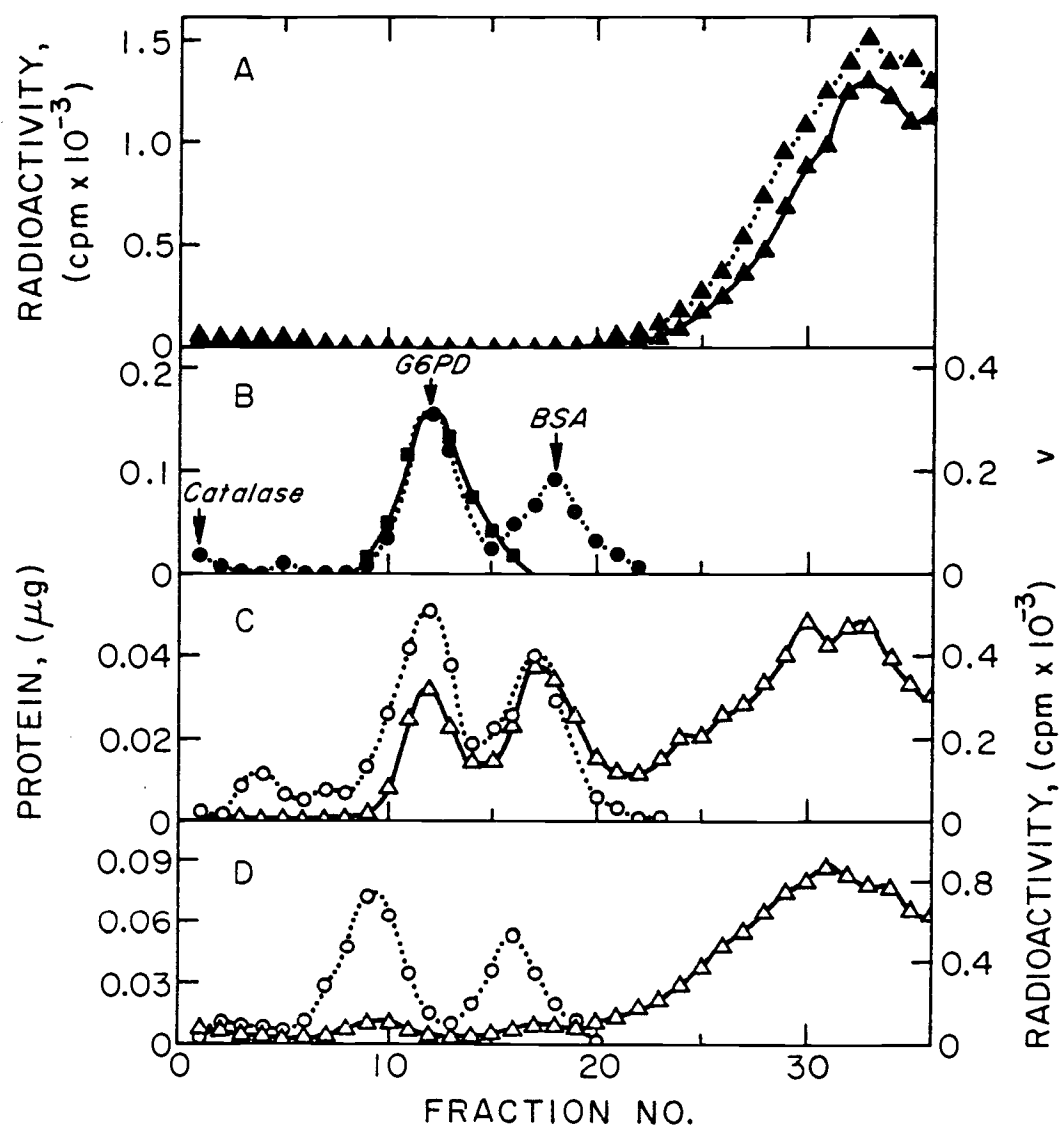 RADIOACTIVITY,
(cpm x 10⁻³)
1.5
1.0
0.5
0
A
B
0.2
0.1
0
Catalase
G6PD
BSA
0.4
0.2
0
v
PROTEIN, (μg)
C
0.04
0.02
0
0.4
0.2
0
RADIOACTIVITY, (cpm x 10⁻³)
D
0.09
0.06
0.03
0
0.8
0.4
0
0
10
20
30
FRACTION NO.